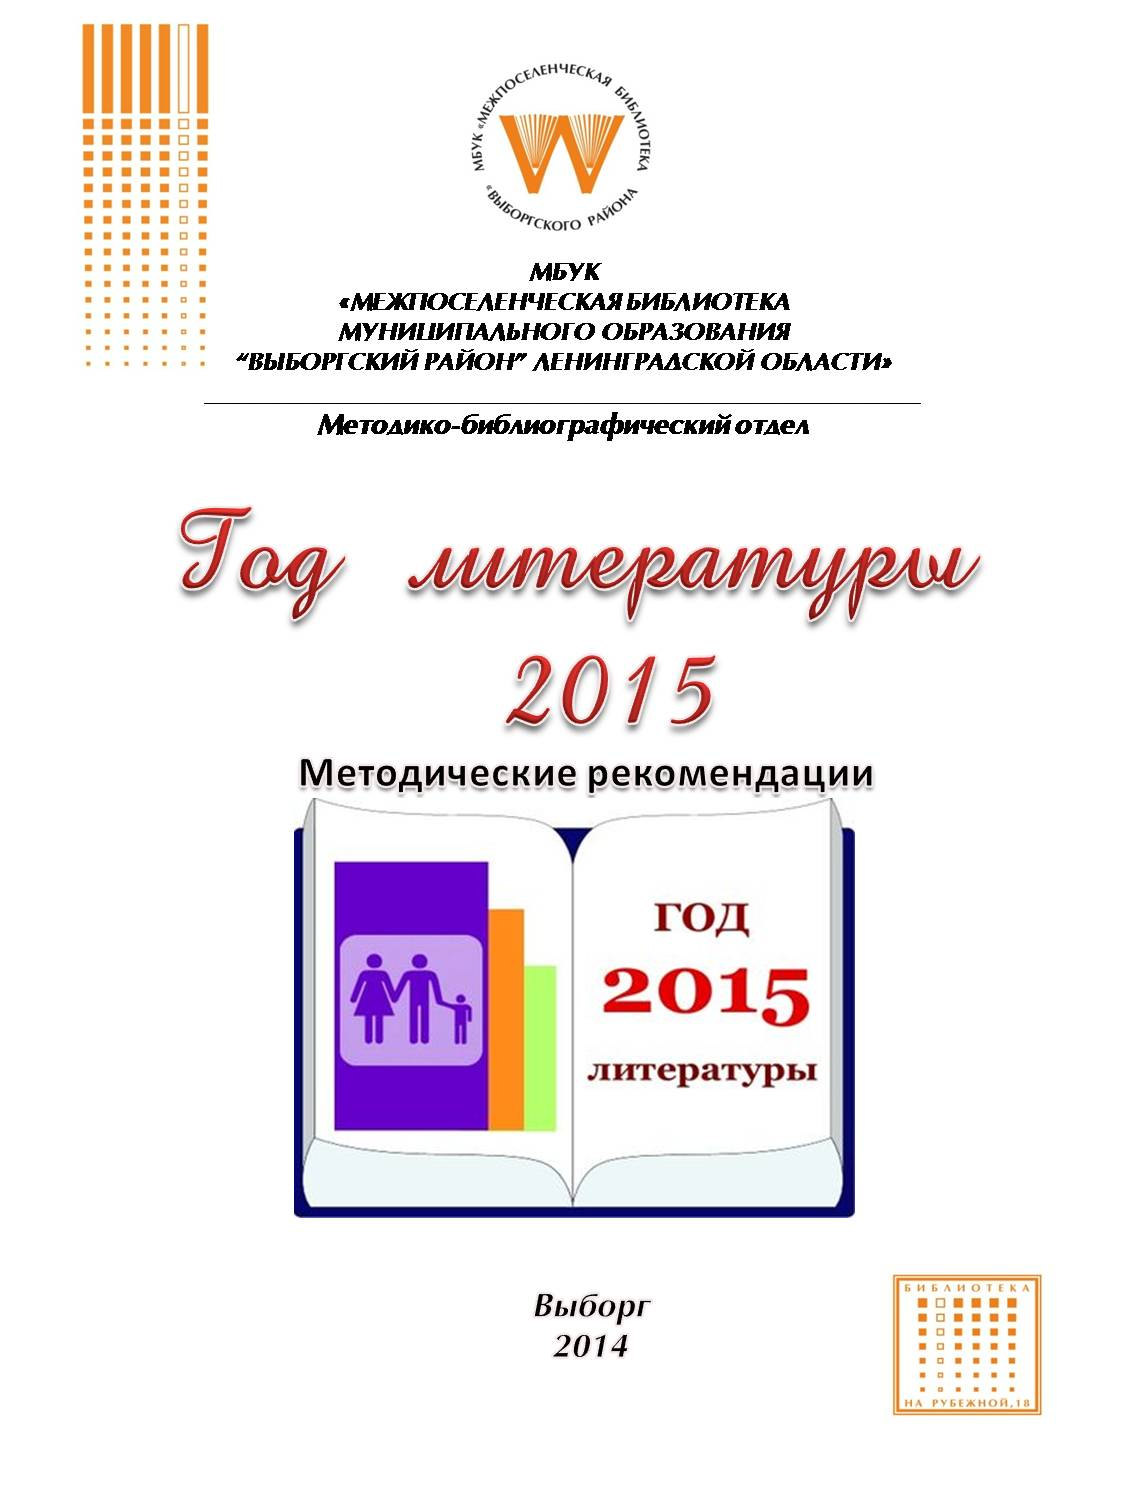 МБУК «МЕЖПОСЕЛЕНЧЕСКАЯ БИБЛИОТЕКА
«ВЫБОРГСКОГО РАЙОНА
МБУК
«МЕЖПОСЕЛЕНЧЕСКАЯ БИБЛИОТЕКА
МУНИЦИПАЛЬНОГО ОБРАЗОВАНИЯ
“ВЫБОРГСКИЙ РАЙОН” ЛЕНИНГРАДСКОЙ ОБЛАСТИ»
Методико-библиографический отдел
Год литературы
2015
Методические рекомендации
ГОД
2015
литературы
Выборг
2014
БИБЛИОТЕКА
НА РУБЕЖНОЙ,18